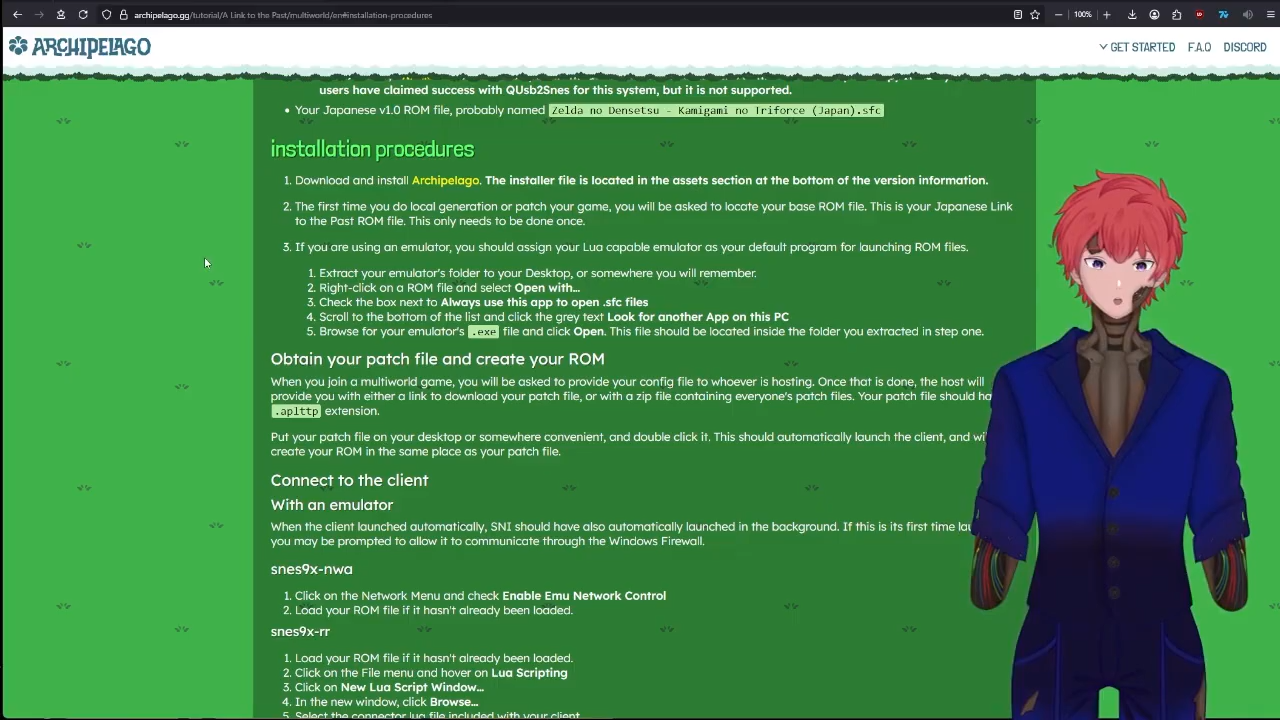 archipelago.gg/tutorial/A Link to the Past/multiworld/en#installation-procedures
100%
ARCHIPELAGO
GET STARTED
F.A.Q
DISCORD
users have claimed success with QUsb2Snes for this system, but it is not supported.
Your Japanese v1.0 ROM file, probably named Zelda no Densetsu - Kamigami no Triforce (Japan).sfc
installation procedures
1. Download and install Archipelago. The installer file is located in the assets section at the bottom of the version information.
2. The first time you do local generation or patch your game, you will be asked to locate your base ROM file. This is your Japanese Link
to the Past ROM file. This only needs to be done once.
3. If you are using an emulator, you should assign your Lua capable emulator as your default program for launching ROM files.
1. Extract your emulator's folder to your Desktop, or somewhere you will remember.
2. Right-click on a ROM file and select Open with...
3. Check the box next to Always use this app to open .sfc files
4. Scroll to the bottom of the list and click the grey text Look for another App on this PC
5. Browse for your emulator's .exe file and click Open. This file should be located inside the folder you extracted in step one.
Obtain your patch file and create your ROM
When you join a multiworld game, you will be asked to provide your config file to whoever is hosting. Once that is done, the host will
provide you with either a link to download your patch file, or with a zip file containing everyone's patch files. Your patch file should ha
.aplttp extension.
Put your patch file on your desktop or somewhere convenient, and double click it. This should automatically launch the client, and wi
create your ROM in the same place as your patch file.
Connect to the client
With an emulator
When the client launched automatically, SNI should have also automatically launched in the background. If this is its first time lau
you may be prompted to allow it to communicate through the Windows Firewall.
snes9x-nwa
1. Click on the Network Menu and check Enable Emu Network Control
2. Load your ROM file if it hasn't already been loaded.
snes9x-rr
1. Load your ROM file if it hasn't already been loaded.
2. Click on the File menu and hover on Lua Scripting
3. Click on New Lua Script Window...
4. In the new window, click Browse...
5. Select the connector lua file included with your client